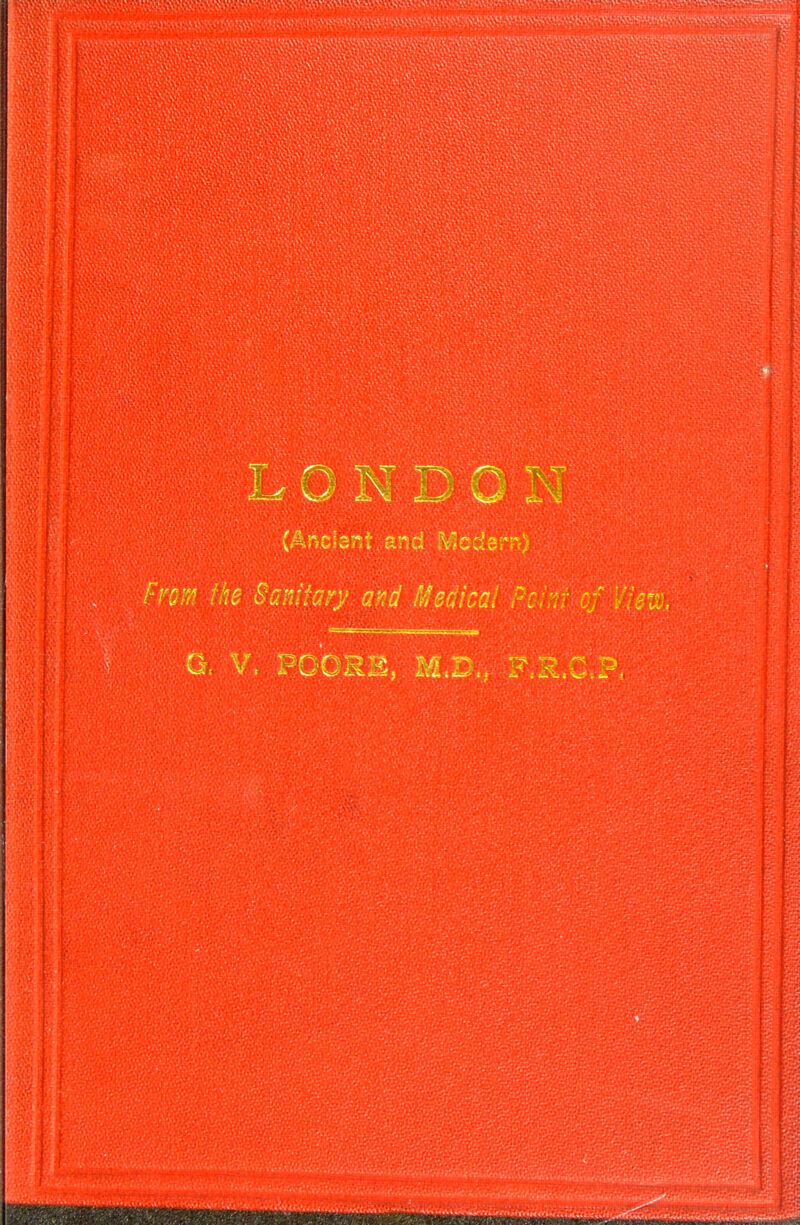 LONDON
(Ancient and Modern)
From the Sanitary and Medical Point of View.
G. V. POORE, M.D., F.R.C.P.